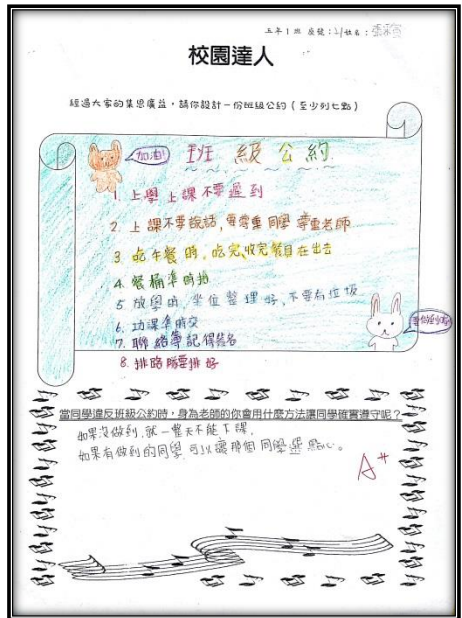 五年1班 座號:21姓名:張
校園達人
經過大家的集思廣益,請你設計一份班級公約(至少列七點)
加油!
班級公約
1. 上學上課不要遲到
2. 上課不要說話,要尊重同學尊重老師
3. 吃午餐時,吃完,收完餐具在出去
4. 餐桶準時抬
5 放學時 坐位整理好,不要有垃圾
6. 功課準時交
7. 聯絡簿記得簽名
8. 排路隊要排好
當同學違反班級公約時,身為老師的你會用什麼方法讓同學確實遵守呢?
如果沒做到,就一整天不能下課,
如果有做到的同學,可以讓那個同學選點心。
A+